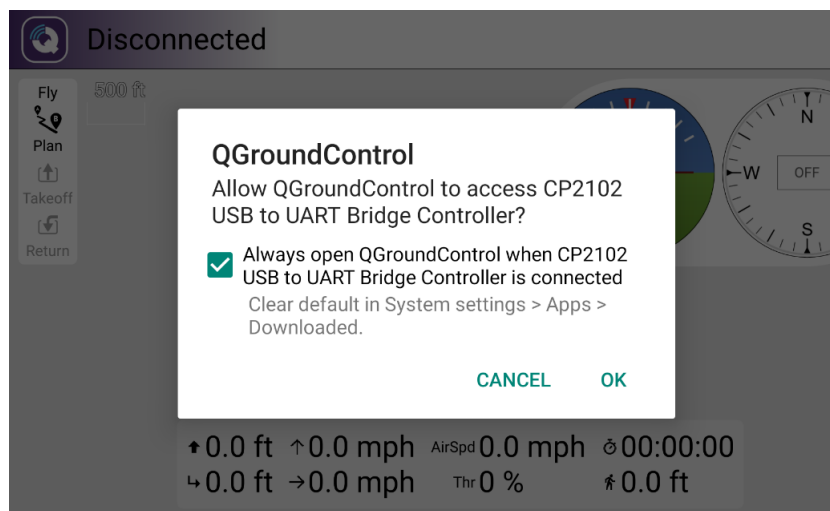 Disconnected
Fly
500 ft
Plan
Takeoff
Return
N
W
OFF
S
QGroundControl
Allow QGroundControl to access CP2102
USB to UART Bridge Controller?
Always open QGroundControl when CP2102
USB to UART Bridge Controller is connected
Clear default in System settings > Apps >
Downloaded.
CANCEL OK
0.0 ft 0.0 mph AirSpd 0.0 mph 00:00:00
0.0 ft 0.0 mph Thr 0 % 0.0 ft